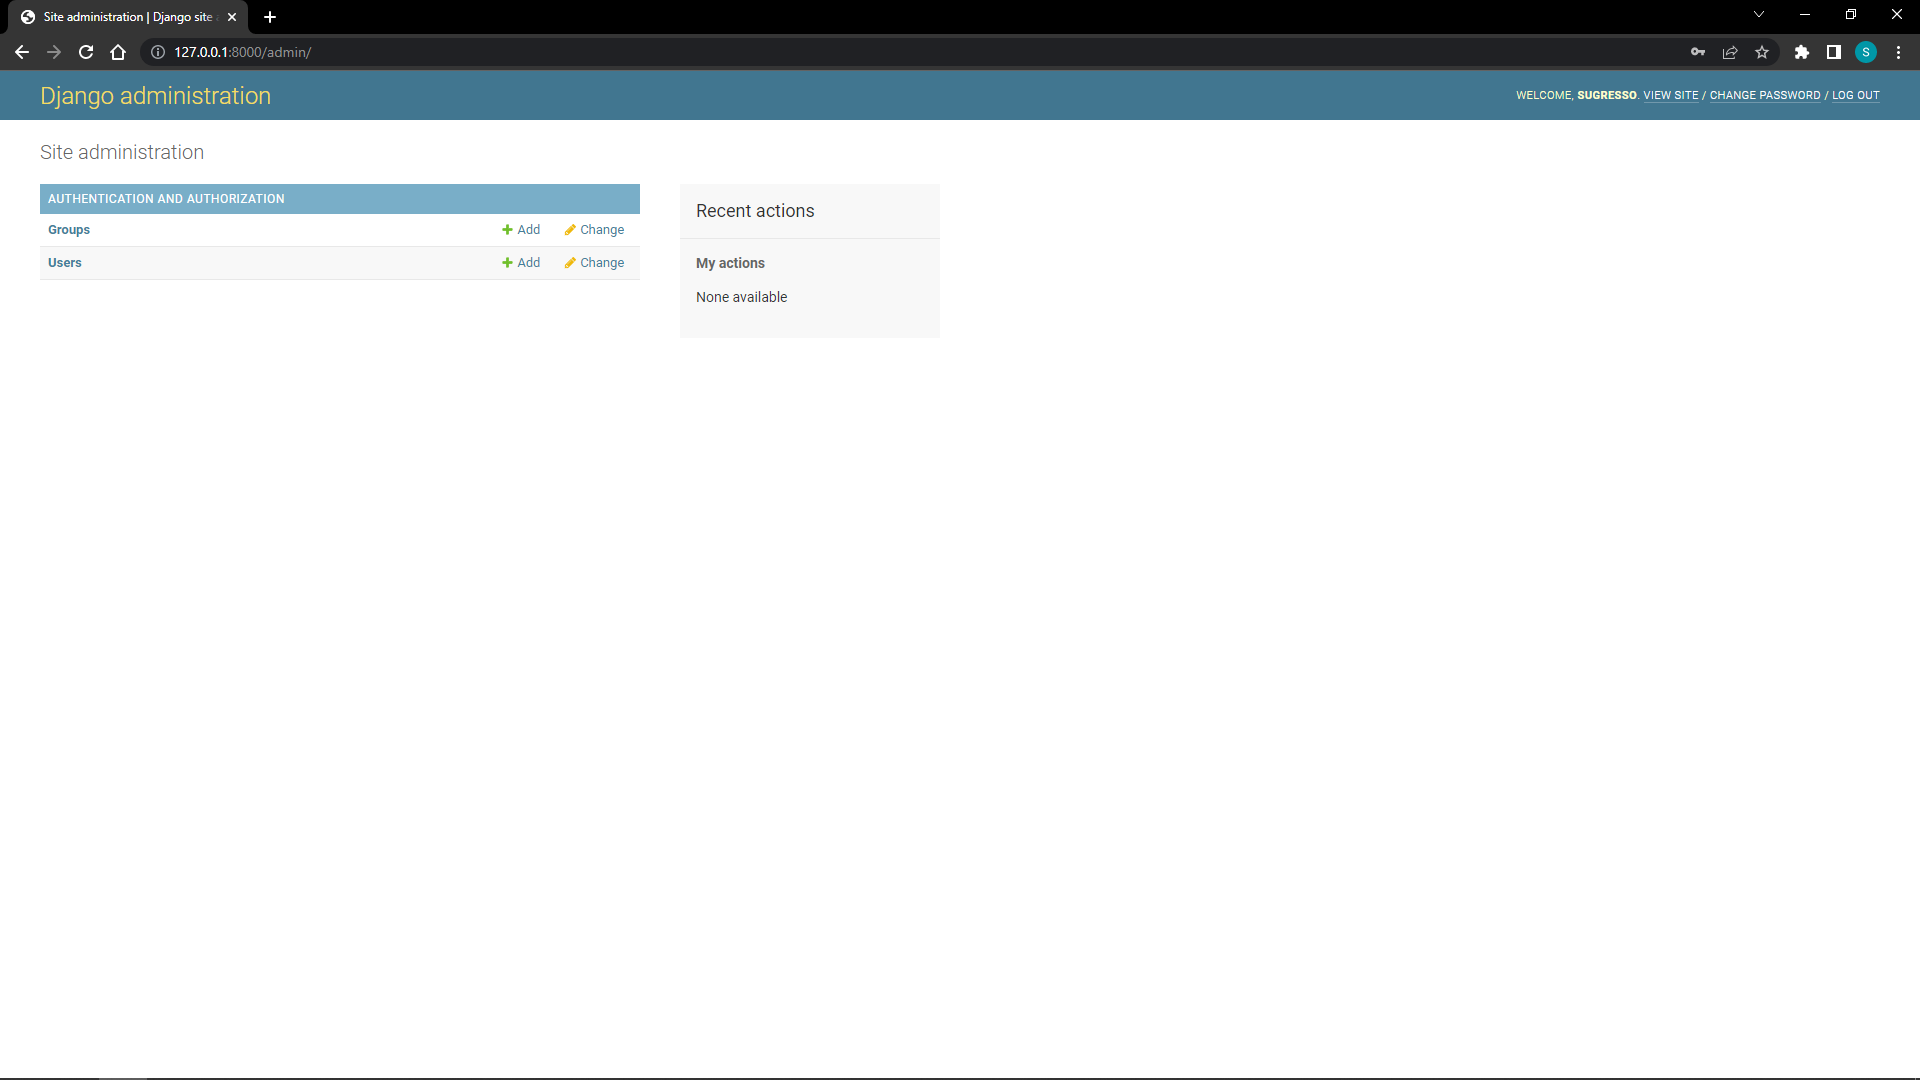 Site administration | Django site
127.0.0.1:8000/admin/
S
Django administration
WELCOME, SUGRESSO. VIEW SITE / CHANGE PASSWORD / LOG OUT
Site administration
AUTHENTICATION AND AUTHORIZATION
Groups Add Change
Users Add Change
Recent actions
My actions
None available